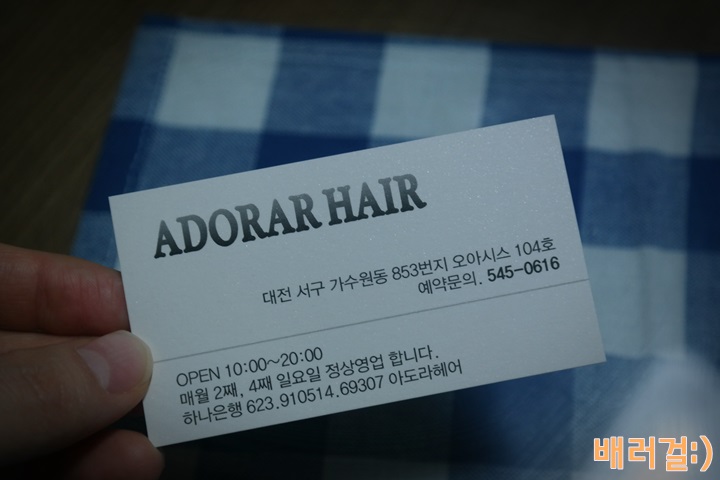 ADORAR HAIR
대전 서구 가수원동 853번지 오아시스 104호
예약문의. 545-0616
OPEN 10:00~20:00
매월 2째, 4째 일요일 정상영업 합니다.
하나은행 623.910514.69307 아도라헤어
배러걸:)